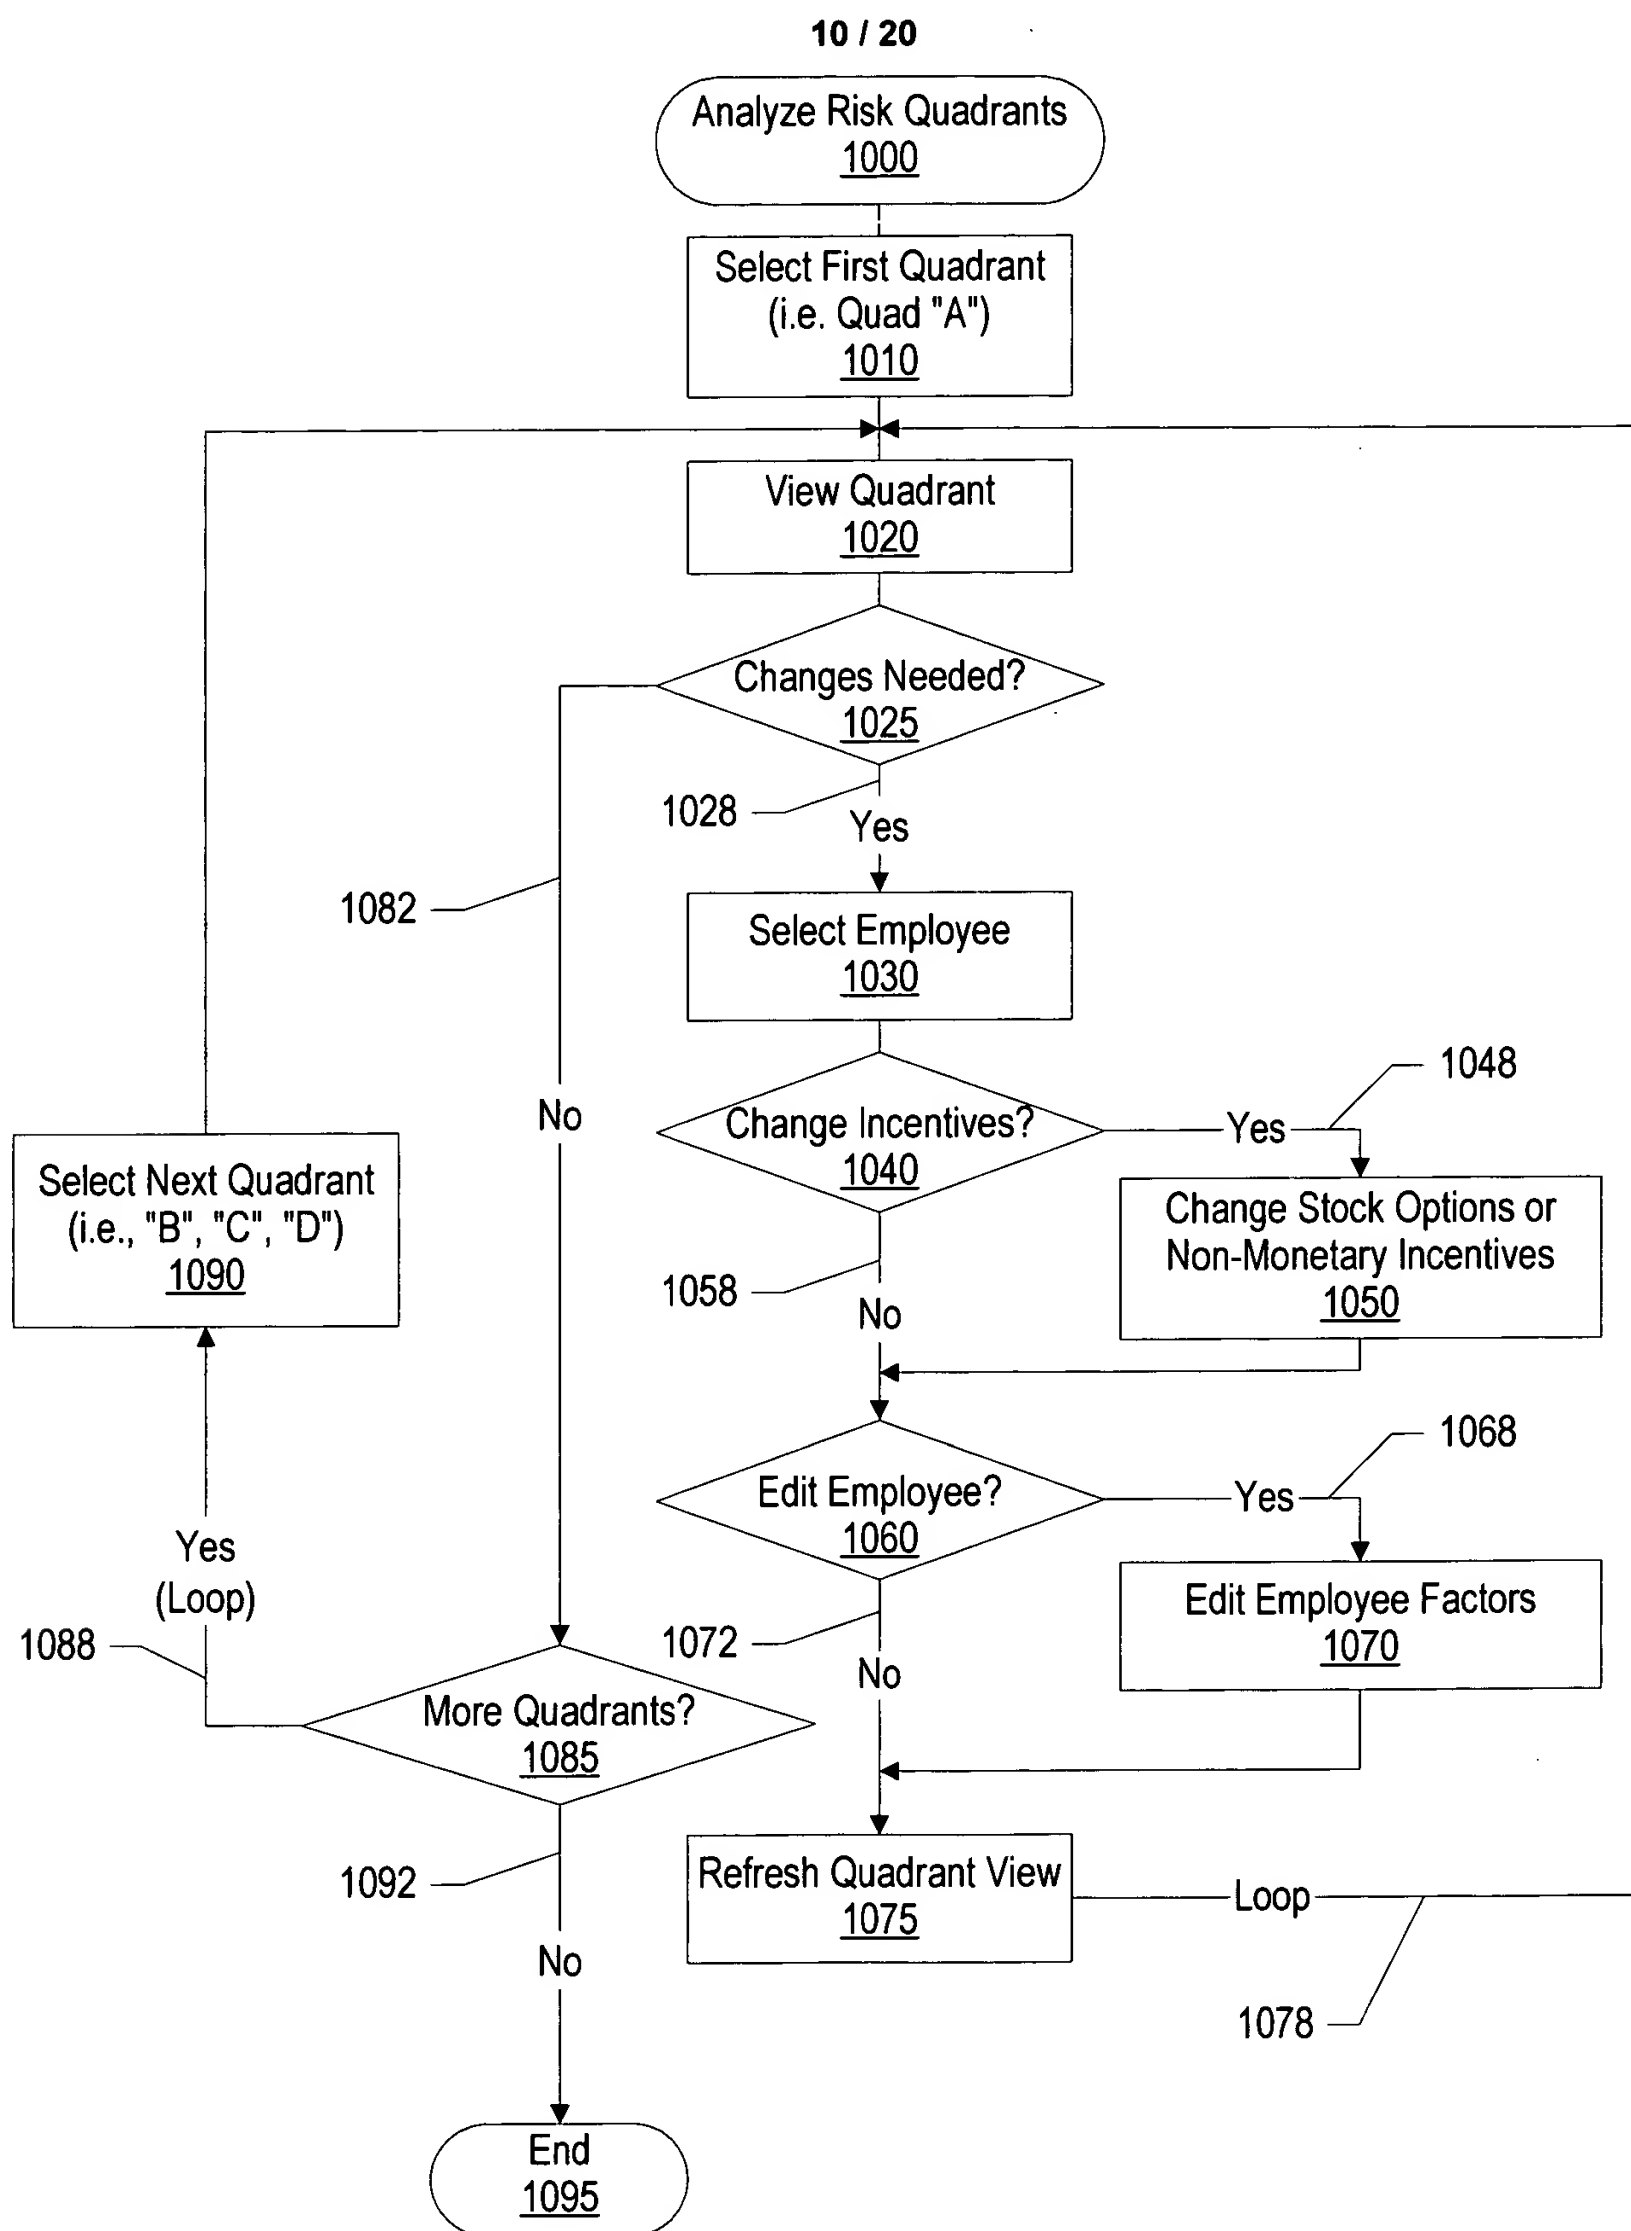 10 / 20
Analyze Risk Quadrants
1000
Select First Quadrant
(i.e. Quad "A")
1010
View Quadrant
1020
Changes Needed?
1025
1028
Yes
1082
Select Employee
1030
No
Change Incentives?
1040
Yes
1048
Select Next Quadrant
(i.e., "B", "C", "D")
1090
Change Stock Options or
Non-Monetary Incentives
1050
1058
No
Edit Employee?
1060
Yes
1068
Yes
(Loop)
1088
Edit Employee Factors
1070
1072
No
More Quadrants?
1085
1092
No
Refresh Quadrant View
1075
Loop
1078
End
1095